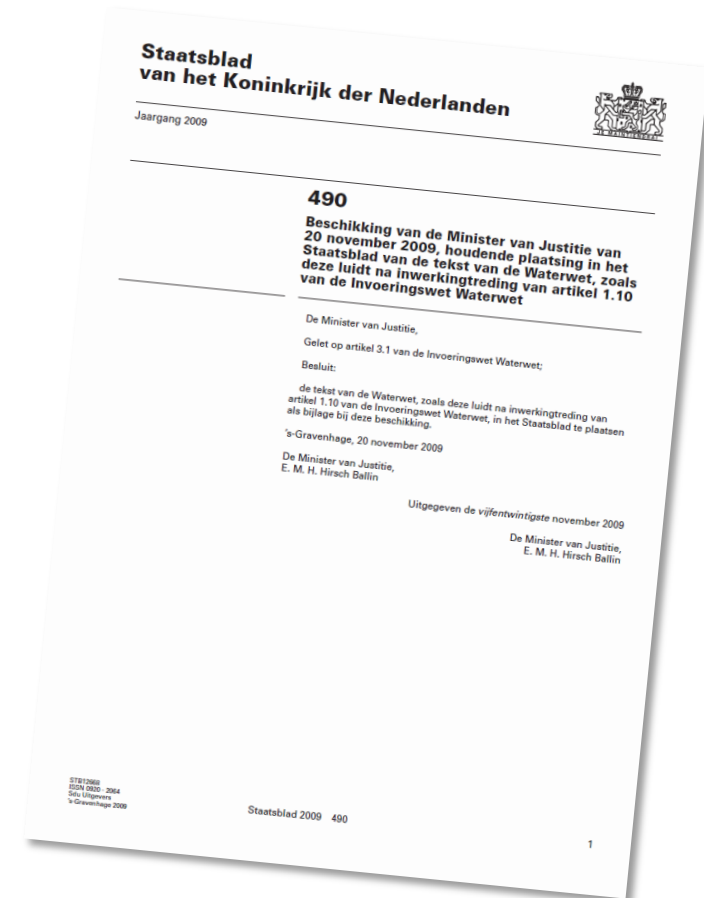 Staatsblad
van het Koninkrijk der Nederlanden
JE MAINTIENDRAI
Jaargang 2009
490
Beschikking van de Minister van Justitie van
20 november 2009, houdende plaatsing in het
Staatsblad van de tekst van de Waterwet, zoals
deze luidt na inwerkingtreding van artikel 1.10
van de Invoeringswet Waterwet
De Minister van Justitie,
Gelet op artikel 3.1 van de Invoeringswet Waterwet;
Besluit:
de tekst van de Waterwet, zoals deze luidt na inwerkingtreding van
artikel 1.10 van de Invoeringswet Waterwet, in het Staatsblad te plaatsen
als bijlage bij deze beschikking.
's-Gravenhage, 20 november 2009
De Minister van Justitie,
E. M. H. Hirsch Ballin
Uitgegeven de vijfentwintigste november 2009
De Minister van Justitie,
E. M. H. Hirsch Ballin
STB12668
ISSN 0920 - 2064
Sdu Uitgevers
's-Gravenhage 2009
Staatsblad 2009 490
1